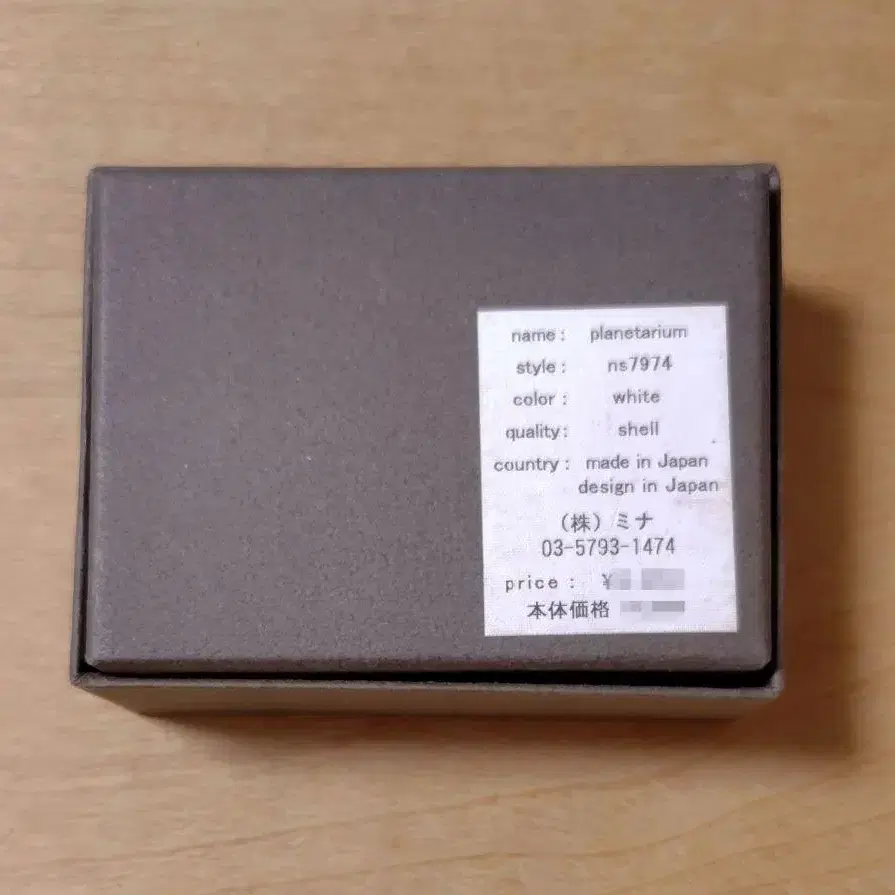 name: planetarium
style: ns7974
color: white
quality: shell
country: made in Japan
design in Japan
(株)ミナ
03-5793-1474
price: ¥
本体価格